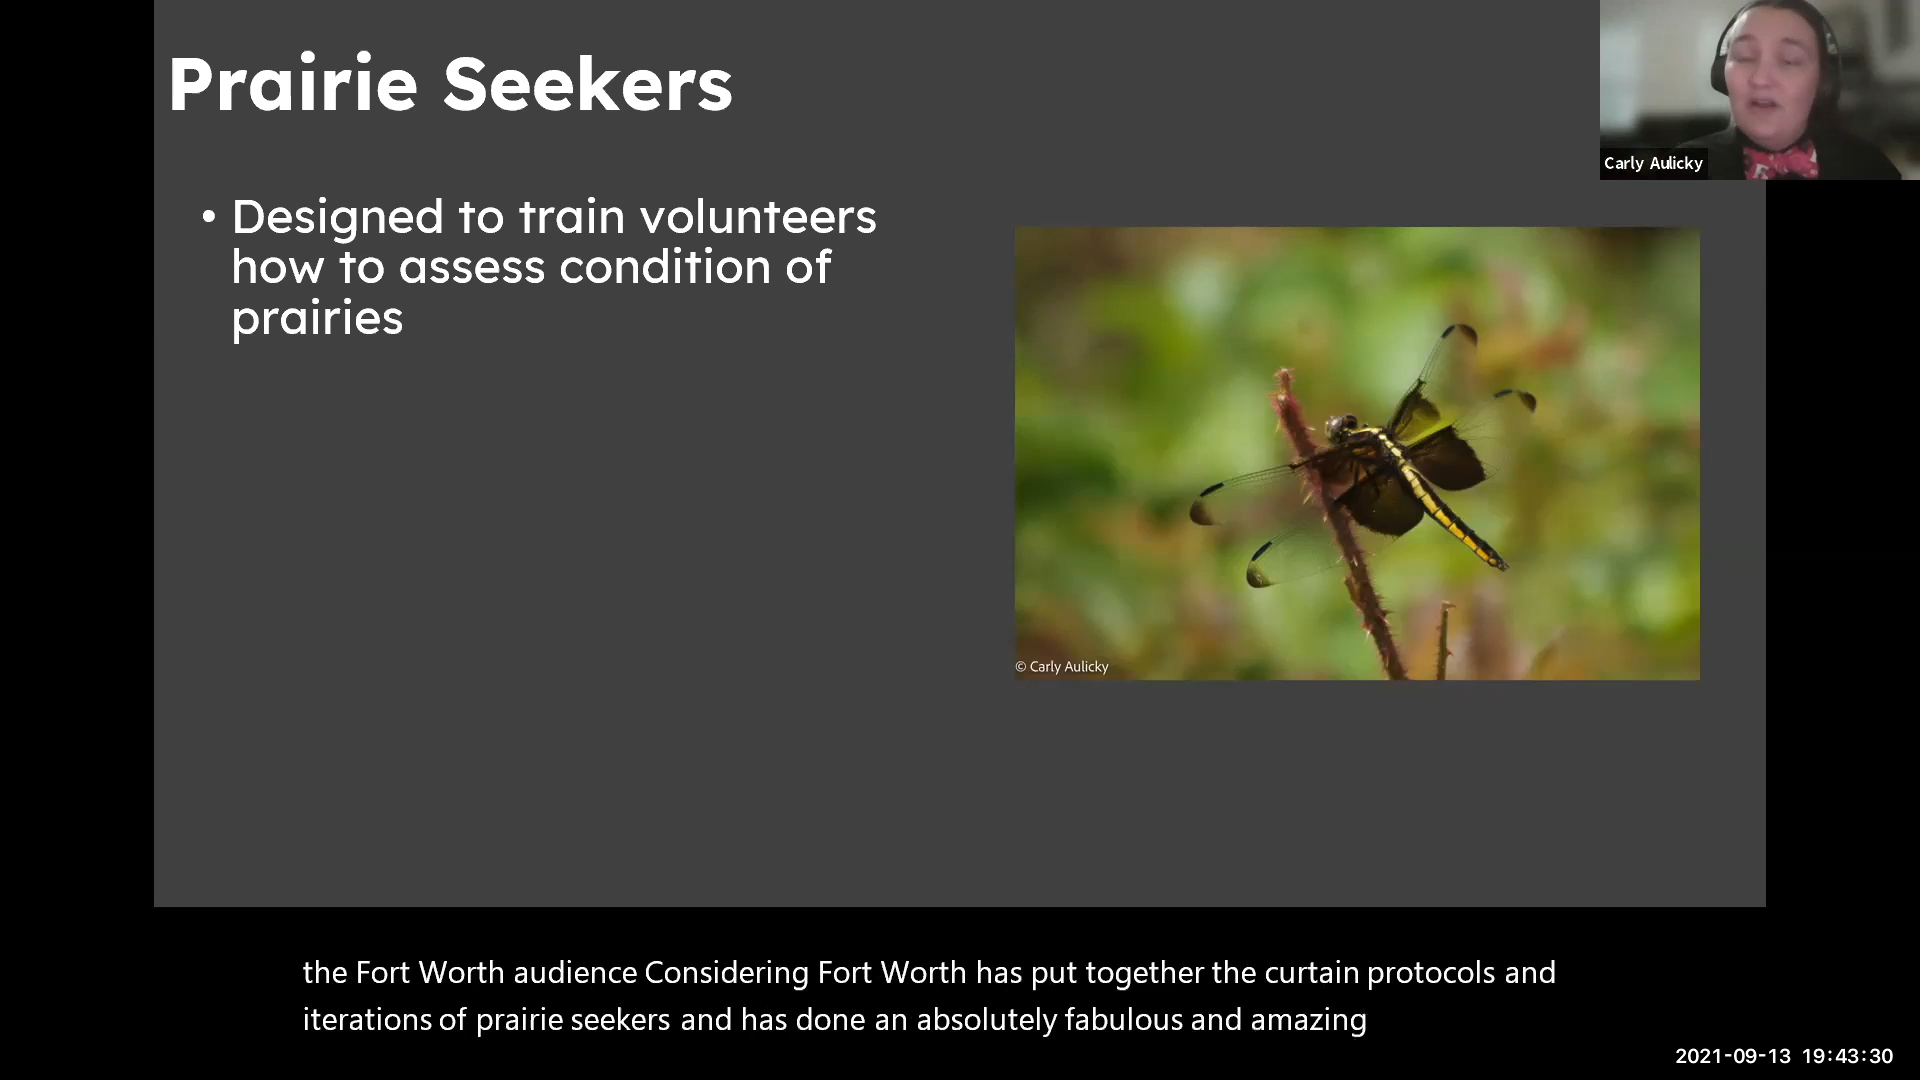 Prairie Seekers
Carly Aulicky
• Designed to train volunteers
how to assess condition of
prairies
© Carly Aulicky
the Fort Worth audience Considering Fort Worth has put together the curtain protocols and
iterations of prairie seekers and has done an absolutely fabulous and amazing
2021-09-13 19:43:30